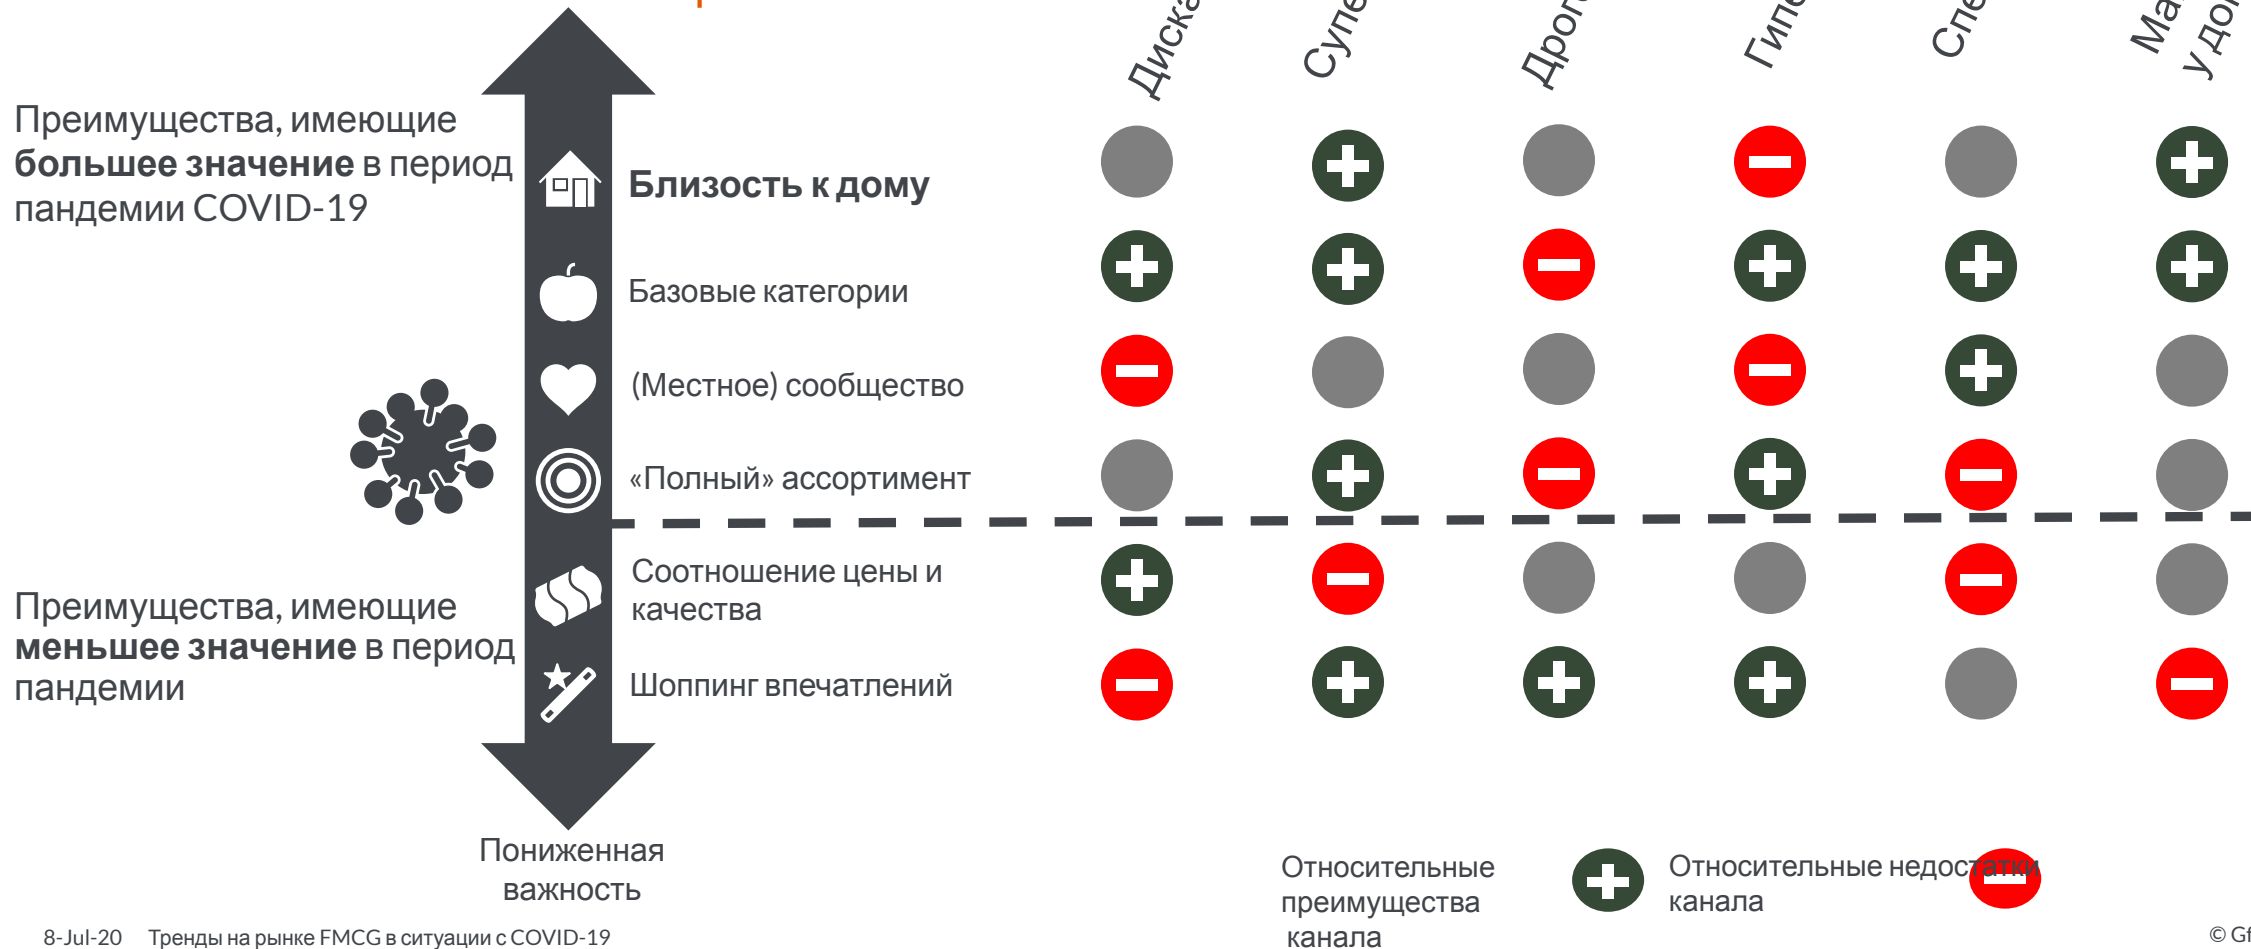 Преимущества, имеющие
большее значение в период
пандемии COVID-19
Близость к дому
Базовые категории
(Местное) сообщество
«Полный» ассортимент
Соотношение цены и
качества
Преимущества, имеющие
меньшее значение в период
пандемии
Шоппинг впечатлений
Пониженная
важность
Относительные
преимущества
канала
Относительные недостатки
канала
8-Jul-20 Тренды на рынке FMCG в ситуации с COVID-19